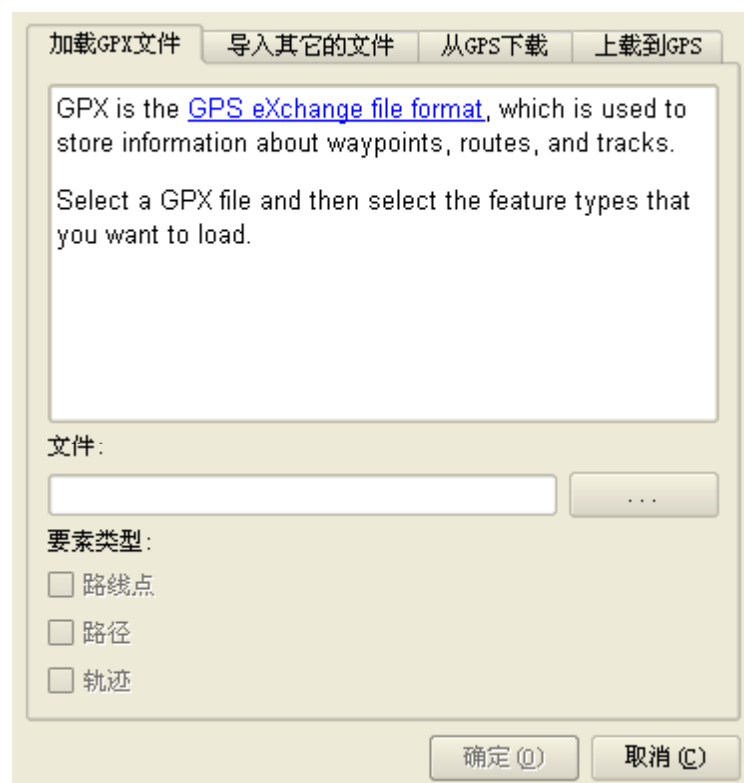 加载GPX文件 导入其它的文件 从GPS下载 上载到GPS
GPX is the GPS eXchange file format, which is used to
store information about waypoints, routes, and tracks.
Select a GPX file and then select the feature types that
you want to load.
文件:
...
要素类型:
路线点
路径
轨迹
确定(O) 取消(C)